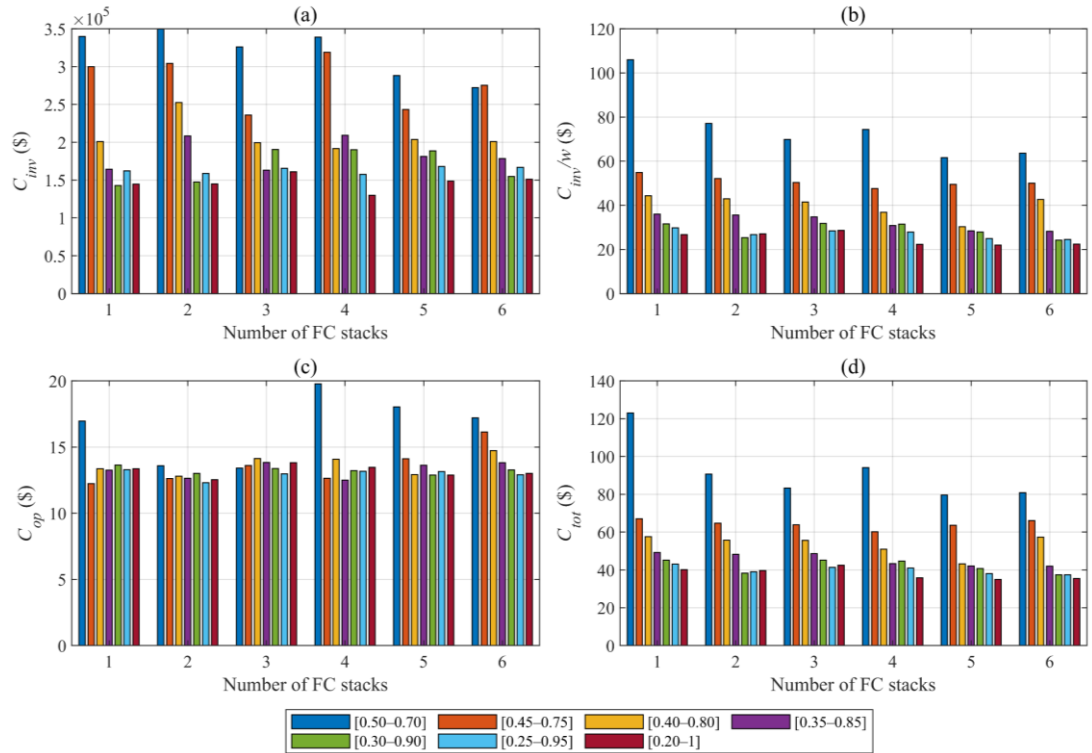 (a)
×10⁵
3.5
3
2.5
2
1.5
1
0.5
0
C_inv ($)
1 2 3 4 5 6
Number of FC stacks
(b)
120
100
80
60
40
20
0
C_inv/w ($)
1 2 3 4 5 6
Number of FC stacks
(c)
20
15
10
5
0
C_op ($)
1 2 3 4 5 6
Number of FC stacks
(d)
140
120
100
80
60
40
20
0
C_tot ($)
1 2 3 4 5 6
Number of FC stacks
[0.50–0.70] [0.45–0.75] [0.40–0.80] [0.35–0.85]
[0.30–0.90] [0.25–0.95] [0.20–1]